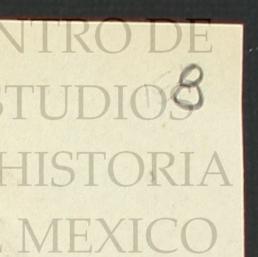 NTRO DE
STUDIOS
8
HISTORIA
E MEXICO